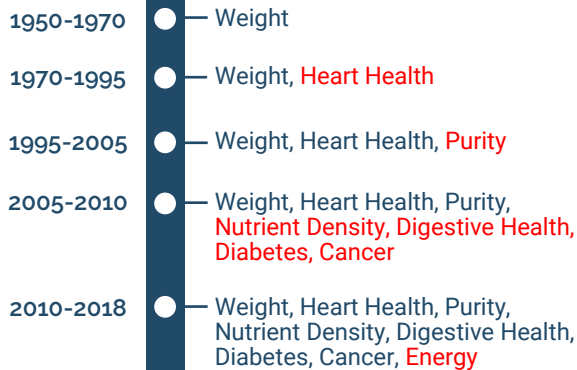 1950-1970 Weight
1970-1995 Weight, Heart Health
1995-2005 Weight, Heart Health, Purity
2005-2010 Weight, Heart Health, Purity,
Nutrient Density, Digestive Health,
Diabetes, Cancer
2010-2018 Weight, Heart Health, Purity,
Nutrient Density, Digestive Health,
Diabetes, Cancer, Energy